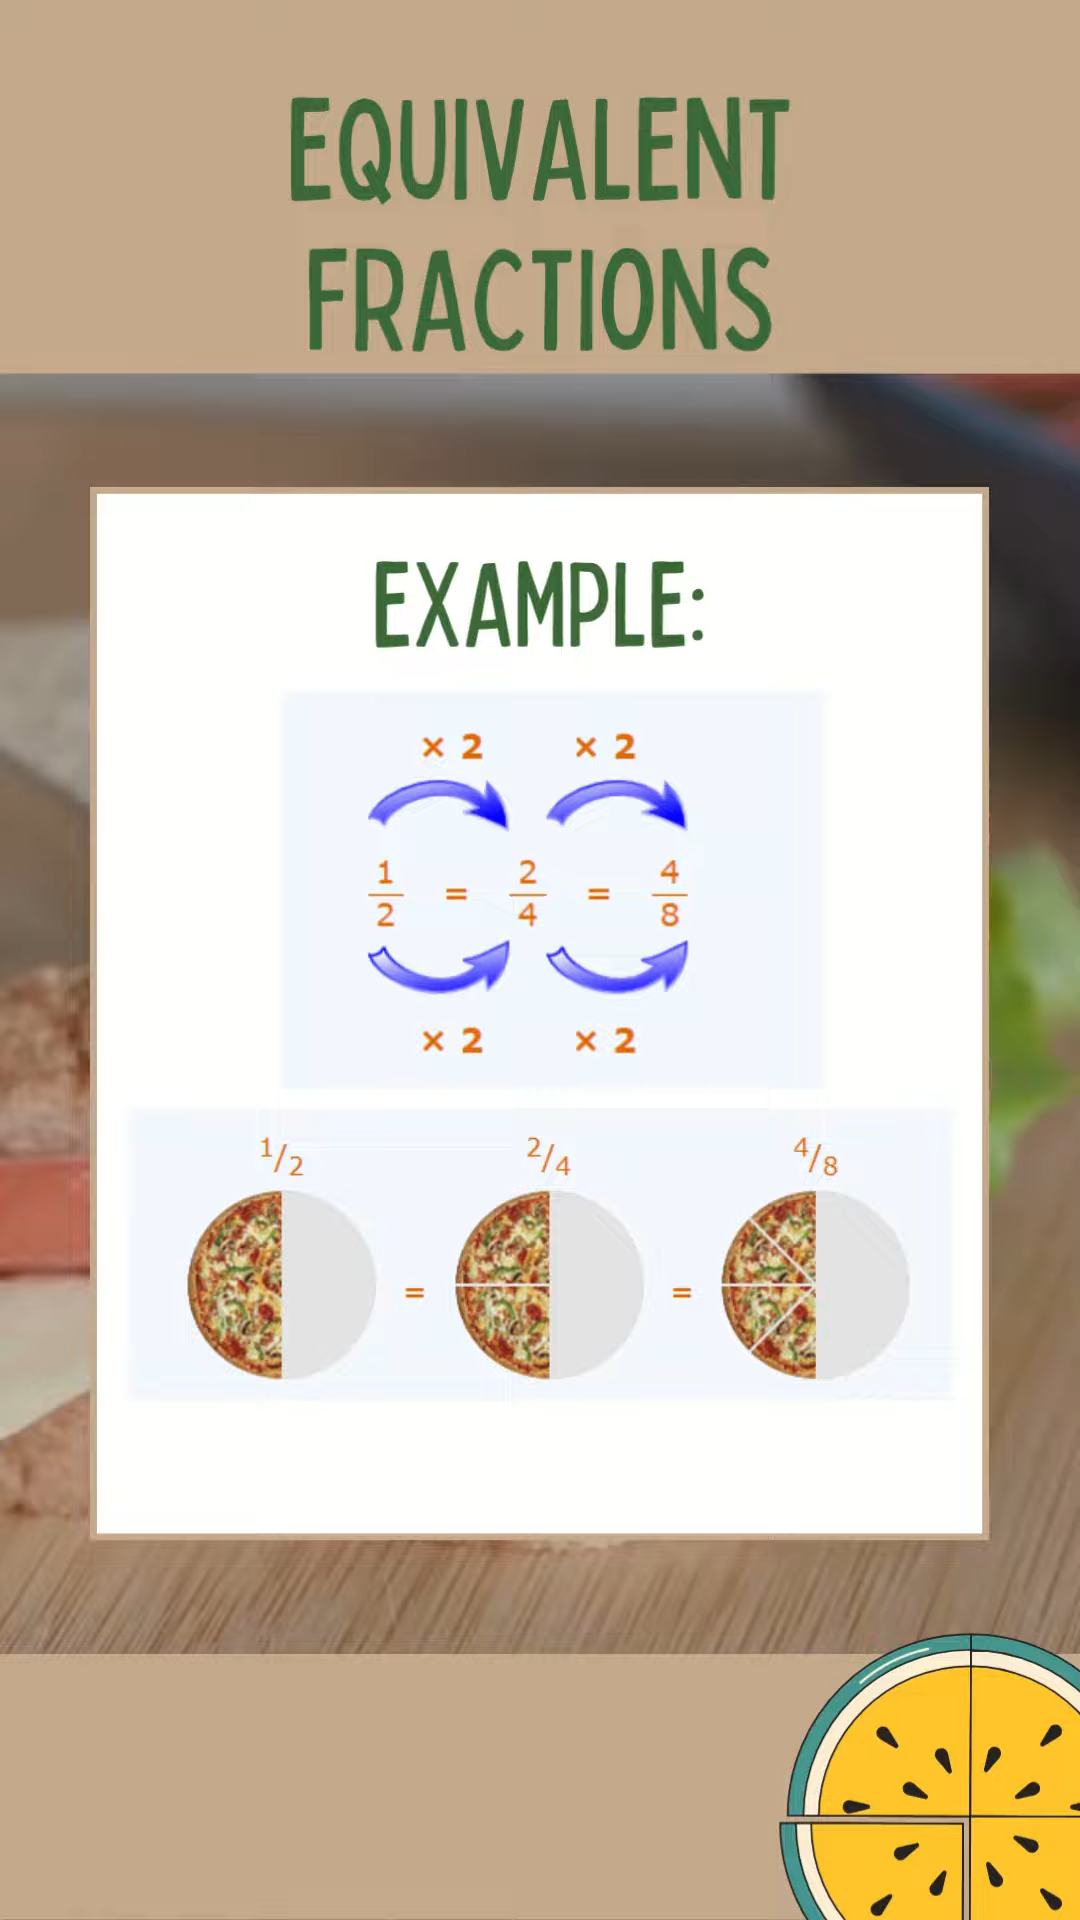 EQUIVALENT
FRACTIONS
EXAMPLE:
× 2 × 2
1/2 = 2/4 = 4/8
× 2 × 2
1/2 2/4 4/8
= =